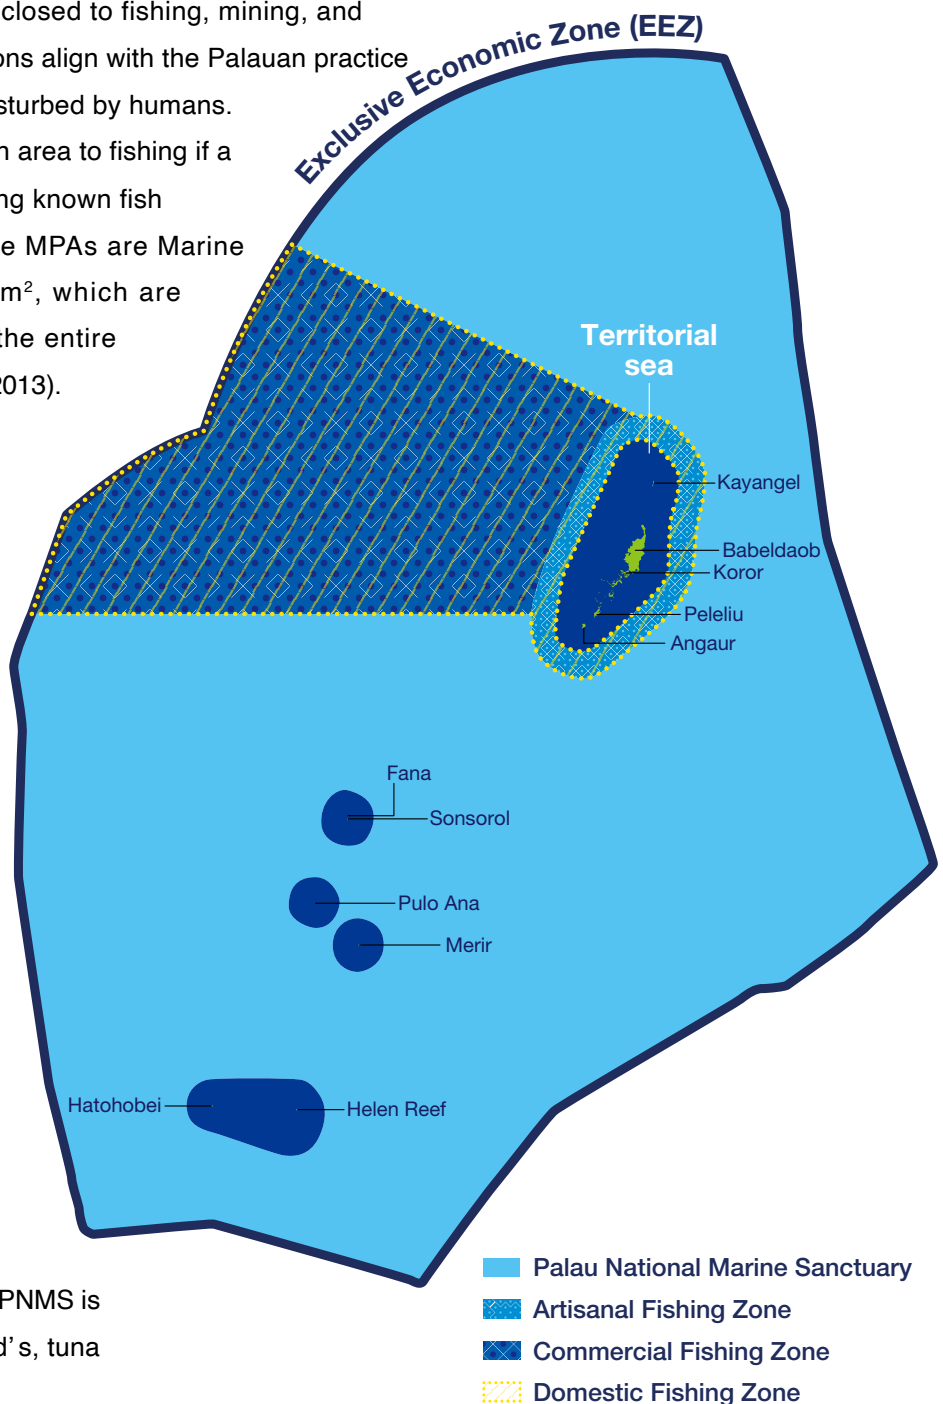 closed to fishing, mining, and
ons align with the Palauan practice
sturbed by humans.
n area to fishing if a
ng known fish
e MPAs are Marine
m², which are
the entire
2013).
Exclusive Economic Zone (EEZ)
Territorial
sea
Kayangel
Babeldaob
Koror
Peleliu
Angaur
Fana
Sonsorol
Pulo Ana
Merir
Hatohobei
Helen Reef
PNMS is
d's, tuna
Palau National Marine Sanctuary
Artisanal Fishing Zone
Commercial Fishing Zone
Domestic Fishing Zone